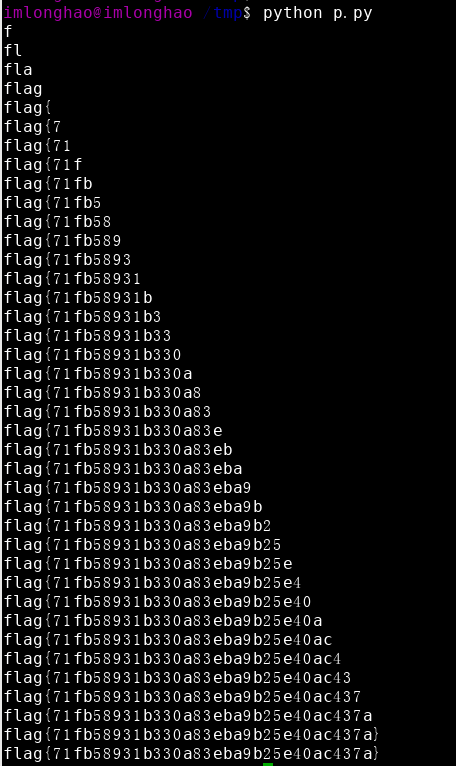 imlonghao@imlonghao /tmp$ python p.py
f
fl
fla
flag
flag{
flag{7
flag{71
flag{71f
flag{71fb
flag{71fb5
flag{71fb58
flag{71fb589
flag{71fb5893
flag{71fb58931
flag{71fb58931b
flag{71fb58931b3
flag{71fb58931b33
flag{71fb58931b330
flag{71fb58931b330a
flag{71fb58931b330a8
flag{71fb58931b330a83
flag{71fb58931b330a83e
flag{71fb58931b330a83eb
flag{71fb58931b330a83eba
flag{71fb58931b330a83eba9
flag{71fb58931b330a83eba9b
flag{71fb58931b330a83eba9b2
flag{71fb58931b330a83eba9b25
flag{71fb58931b330a83eba9b25e
flag{71fb58931b330a83eba9b25e4
flag{71fb58931b330a83eba9b25e40
flag{71fb58931b330a83eba9b25e40a
flag{71fb58931b330a83eba9b25e40ac
flag{71fb58931b330a83eba9b25e40ac4
flag{71fb58931b330a83eba9b25e40ac43
flag{71fb58931b330a83eba9b25e40ac437
flag{71fb58931b330a83eba9b25e40ac437a
flag{71fb58931b330a83eba9b25e40ac437a}
flag{71fb58931b330a83eba9b25e40ac437a}